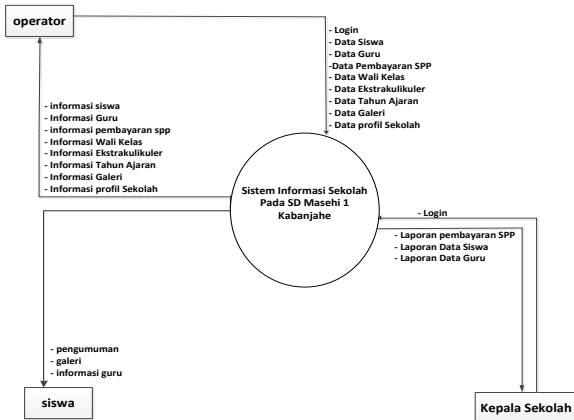 operator
- Login
- Data Siswa
- Data Guru
-Data Pembayaran SPP
- Data Wali Kelas
- Data Ekstrakulikuler
- Data Tahun Ajaran
- Data Galeri
- Data profil Sekolah
- informasi siswa
- Informasi Guru
- informasi pembayaran spp
- Informasi Wali Kelas
- Informasi Ekstrakulikuler
- Informasi Tahun Ajaran
- Informasi Galeri
- Informasi profil Sekolah
Sistem Informasi Sekolah
Pada SD Masehi 1
Kabanjahe
- Login
- Laporan pembayaran SPP
- Laporan Data Siswa
- Laporan Data Guru
- pengumuman
- galeri
- informasi guru
siswa
Kepala Sekolah